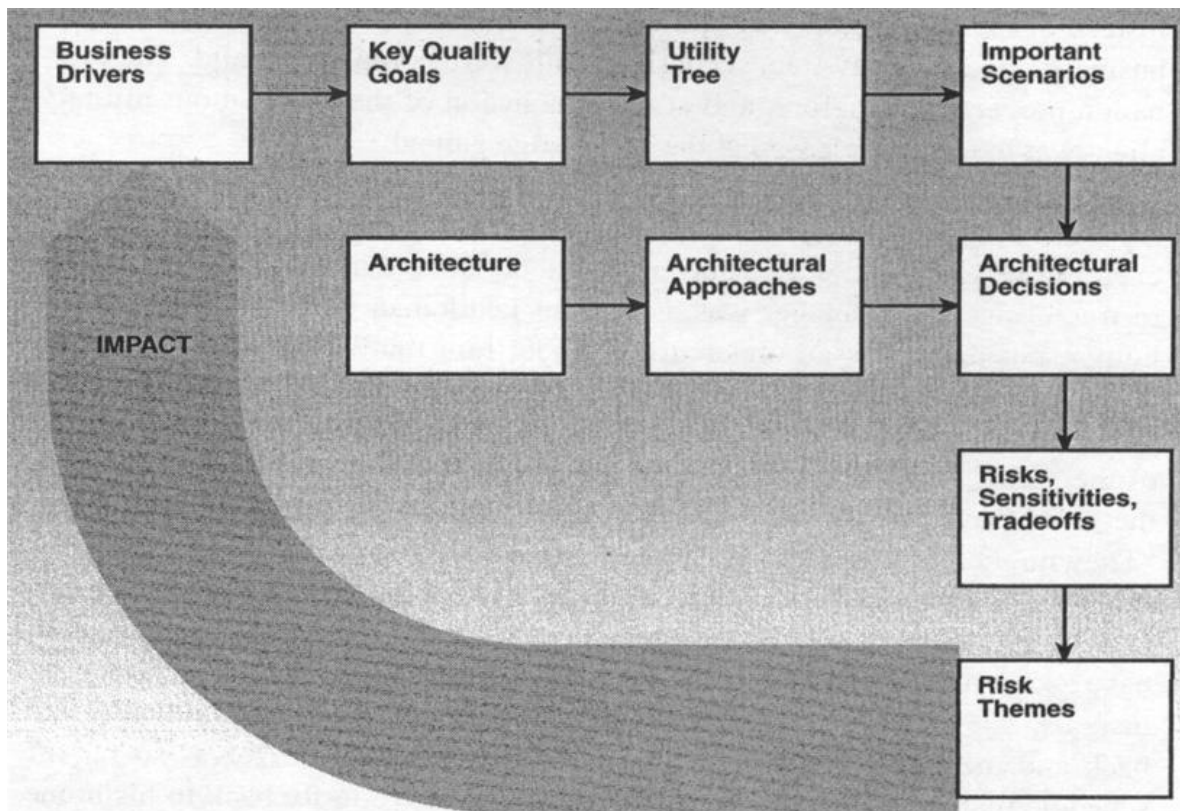 Business
Drivers
Key Quality
Goals
Utility
Tree
Important
Scenarios
Architecture
Architectural
Approaches
Architectural
Decisions
IMPACT
Risks,
Sensitivities,
Tradeoffs
Risk
Themes